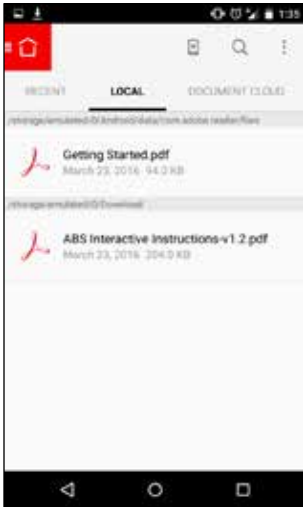 1:35
RECENT LOCAL DOCUMENT CLOUD
/storage/emulated/0/Android/data/com.adobe.reader/files
Getting Started.pdf
March 23, 2016 94.0 KB
/storage/emulated/0/Download
ABS Interactive Instructions-v1.2.pdf
March 23, 2016 204.0 KB